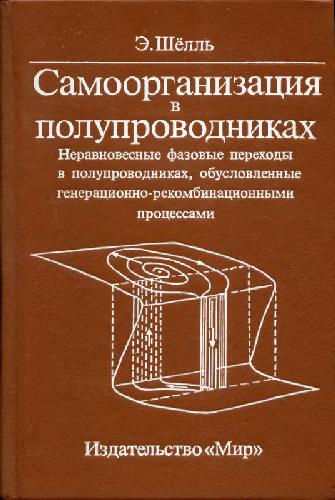 Э.Шёлль
Самоорганизация
в
полупроводниках
Неравновесные фазовые переходы
в полупроводниках, обусловленные
генерационно-рекомбинационными
процессами
Издательство «Мир»